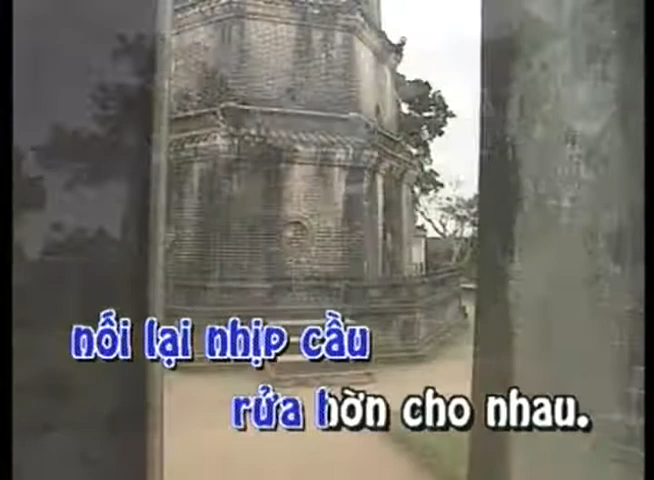 nối lại nhịp cầu
rửa hờn cho nhau.